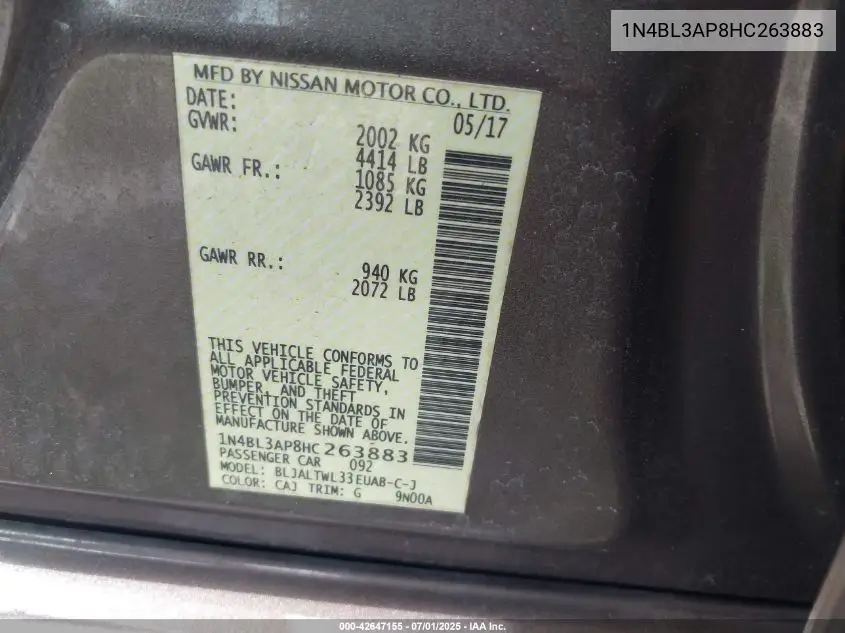 1N4BL3AP8HC263883
MFD BY NISSAN MOTOR CO., LTD.
DATE: 05/17
GVWR: 2002 KG
4414 LB
GAWR FR.: 1085 KG
2392 LB
GAWR RR.: 940 KG
2072 LB
THIS VEHICLE CONFORMS TO
ALL APPLICABLE FEDERAL
MOTOR VEHICLE SAFETY,
BUMPER, AND THEFT
PREVENTION STANDARDS IN
EFFECT ON THE DATE OF
MANUFACTURE SHOWN ABOVE.
1N4BL3AP8HC 263883
PASSENGER CAR 092
MODEL: BLJALTWL33EUAB-C-J
COLOR: CAJ TRIM: G 9N00A
000-42647155 - 07/01/2025 - IAA Inc.